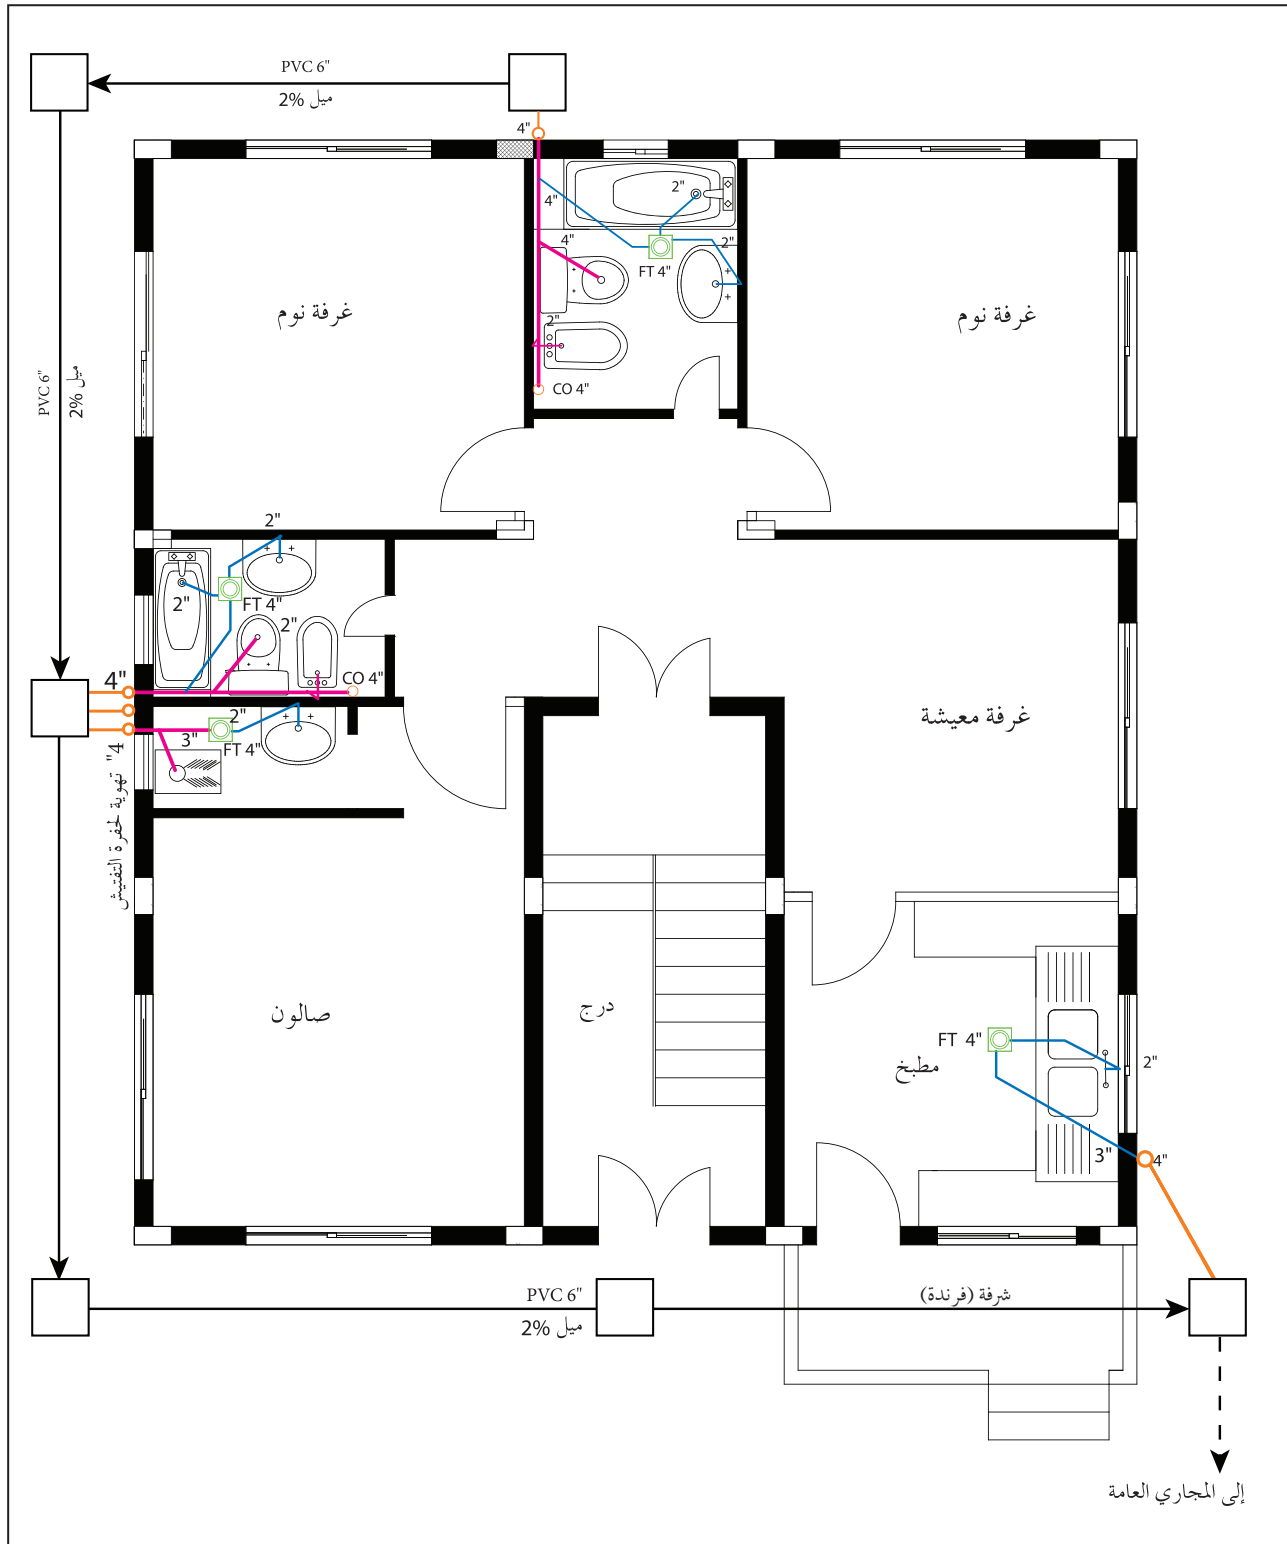 PVC 6"
ميل 2%
4"
4"
2"
4"
2"
FT 4"
2"
CO 4"
غرفة نوم
غرفة نوم
PVC 6"
ميل 2%
2"
2"
FT 4"
2"
CO 4"
4"
2"
3"
FT 4"
4" تهوية لحفرة التفتيش
غرفة معيشة
صالون
درج
مطبخ
FT 4"
2"
3"
4"
PVC 6"
ميل 2%
شرفة (فرندة)
إلى المجاري العامة